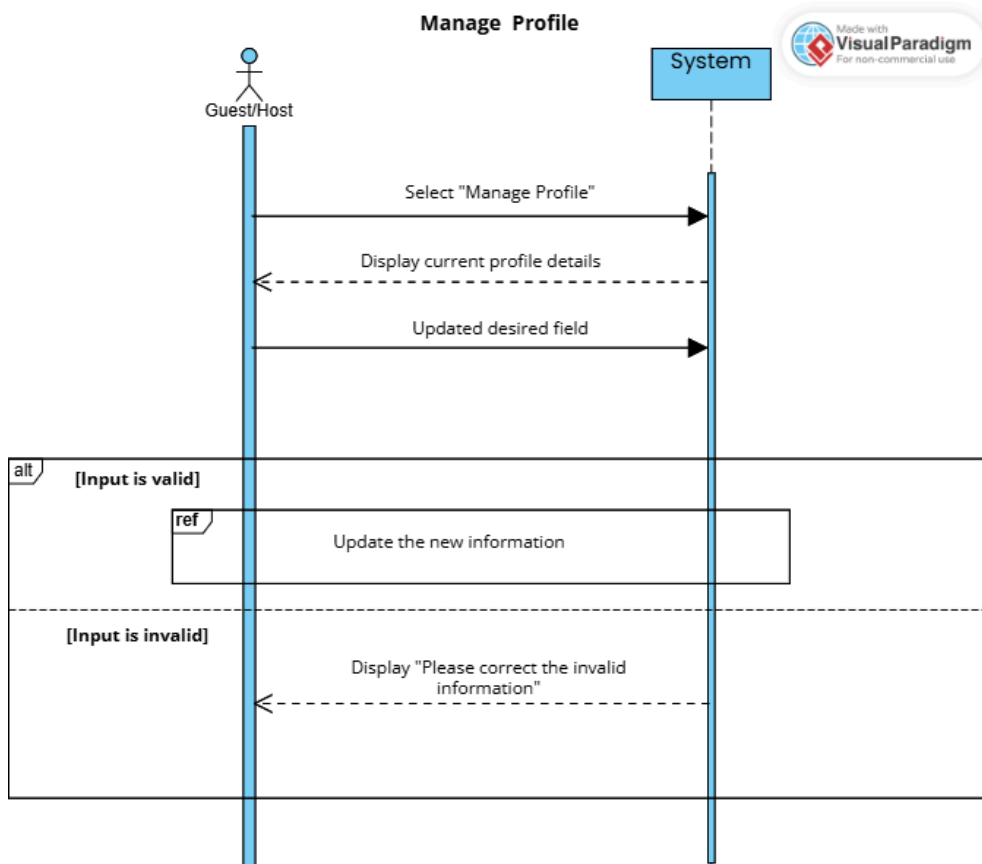 Manage Profile
Made with
VisualParadigm
For non-commercial use
System
Guest/Host
Select "Manage Profile"
Display current profile details
Updated desired field
alt
[Input is valid]
ref
Update the new information
[Input is invalid]
Display "Please correct the invalid
information"